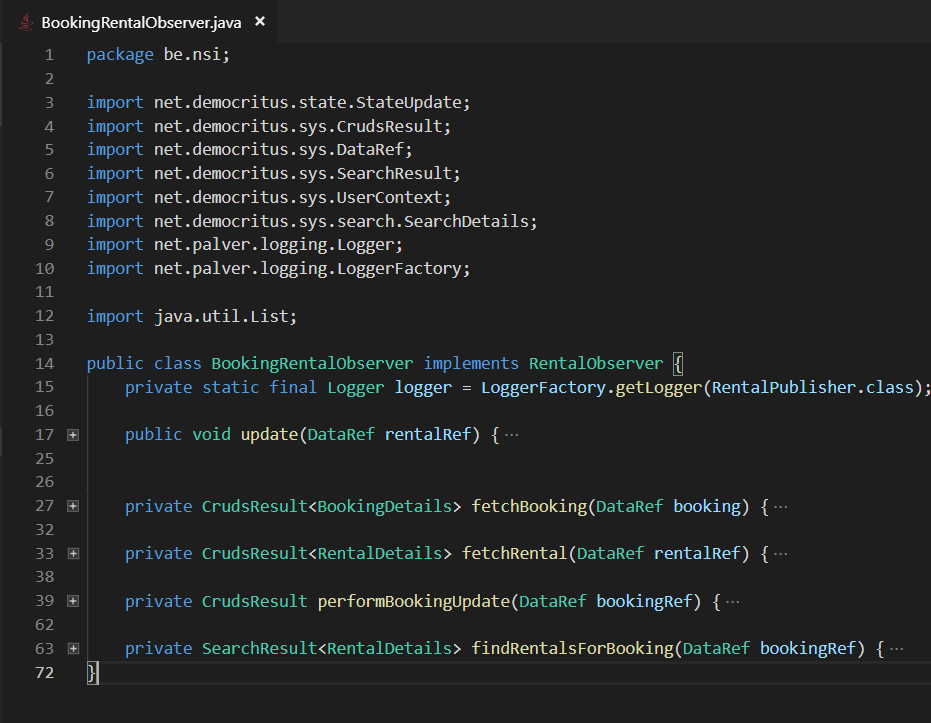 BookingRentalObserver.java ×
1 package be.nsi;
2
3 import net.democritus.state.StateUpdate;
4 import net.democritus.sys.CrudsResult;
5 import net.democritus.sys.DataRef;
6 import net.democritus.sys.SearchResult;
7 import net.democritus.sys.UserContext;
8 import net.democritus.sys.search.SearchDetails;
9 import net.palver.logging.Logger;
10 import net.palver.logging.LoggerFactory;
11
12 import java.util.List;
13
14 public class BookingRentalObserver implements RentalObserver {
15 private static final Logger logger = LoggerFactory.getLogger(RentalPublisher.class);
16
17 public void update(DataRef rentalRef) {···
25
26
27 private CrudsResult<BookingDetails> fetchBooking(DataRef booking) {···
32
33 private CrudsResult<RentalDetails> fetchRental(DataRef rentalRef) {···
38
39 private CrudsResult performBookingUpdate(DataRef bookingRef) {···
62
63 private SearchResult<RentalDetails> findRentalsForBooking(DataRef bookingRef) {···
72 }